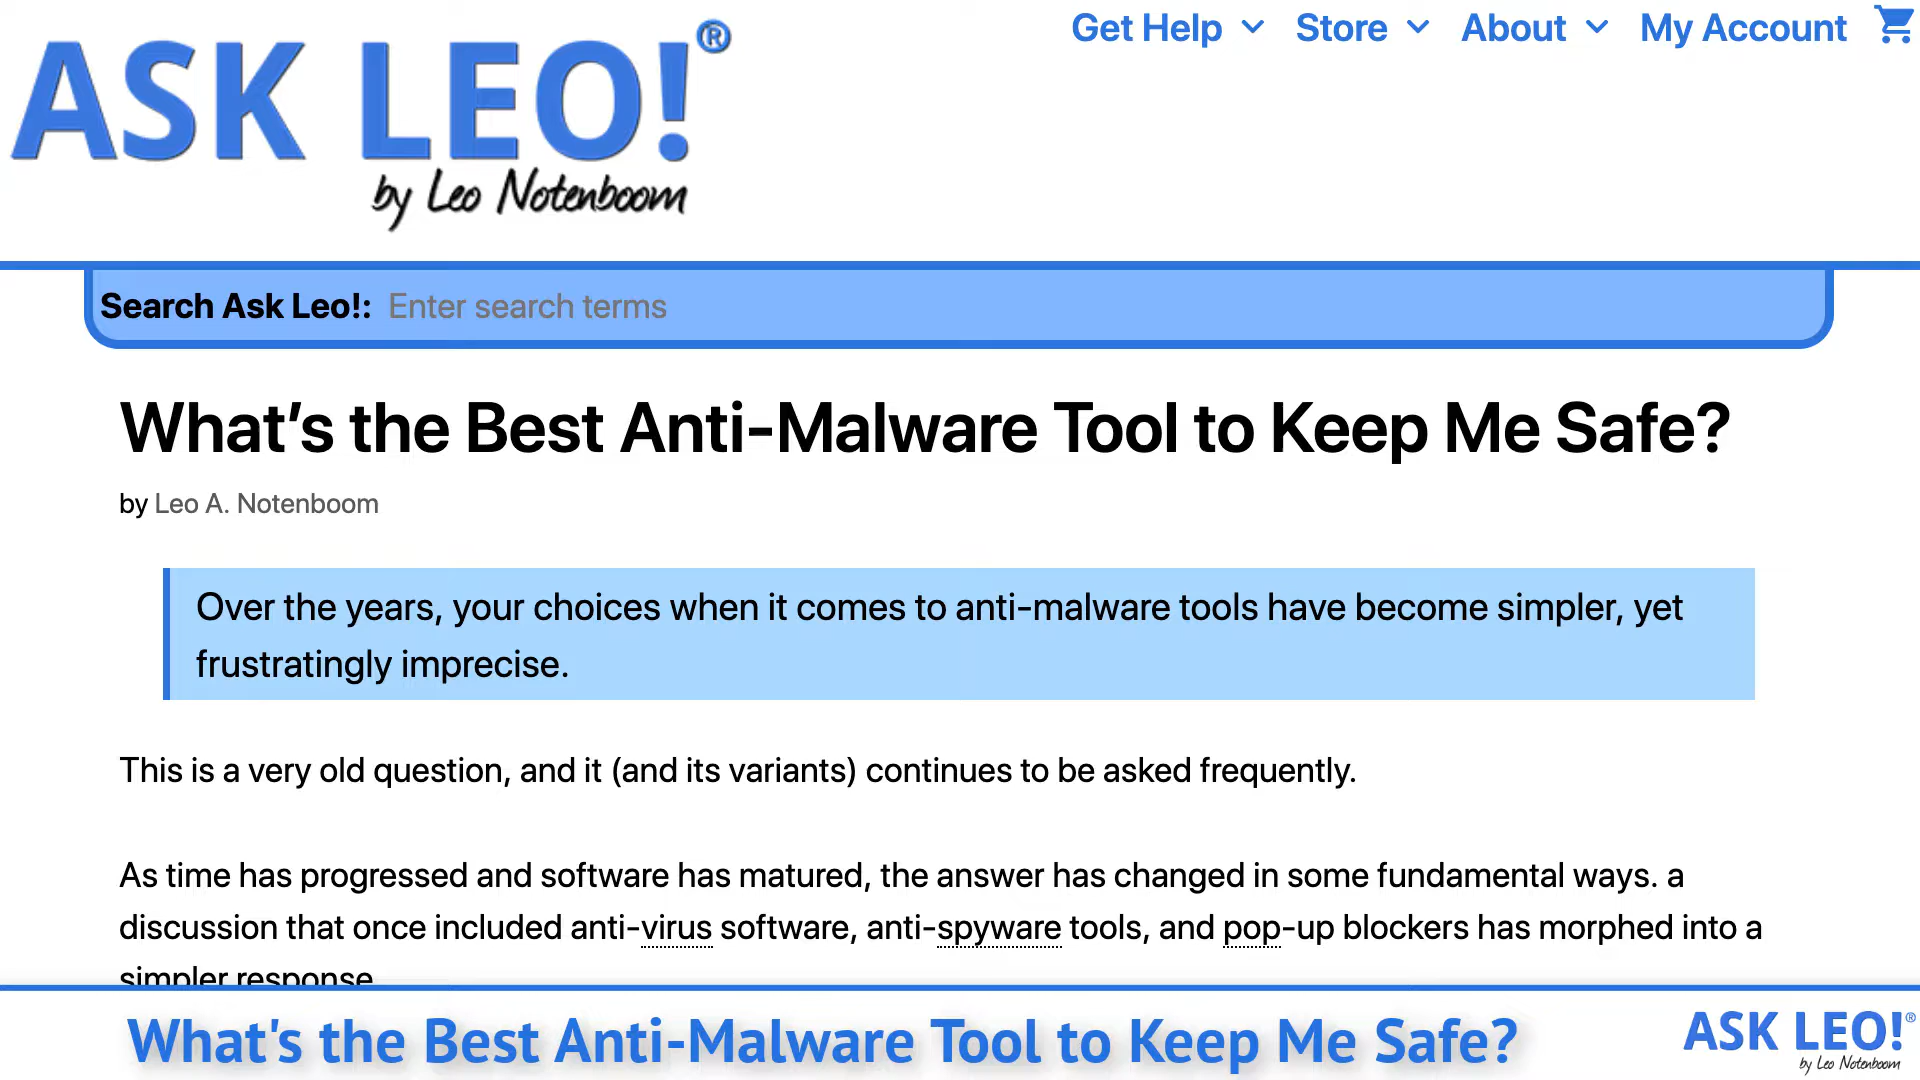 Get Help Store About My Account
ASK LEO!®
by Leo Notenboom
Search Ask Leo!: Enter search terms
What’s the Best Anti-Malware Tool to Keep Me Safe?
by Leo A. Notenboom
Over the years, your choices when it comes to anti-malware tools have become simpler, yet
frustratingly imprecise.
This is a very old question, and it (and its variants) continues to be asked frequently.
As time has progressed and software has matured, the answer has changed in some fundamental ways. a
discussion that once included anti-virus software, anti-spyware tools, and pop-up blockers has morphed into a
simpler response
What's the Best Anti-Malware Tool to Keep Me Safe?
ASK LEO!®
by Leo Notenboom